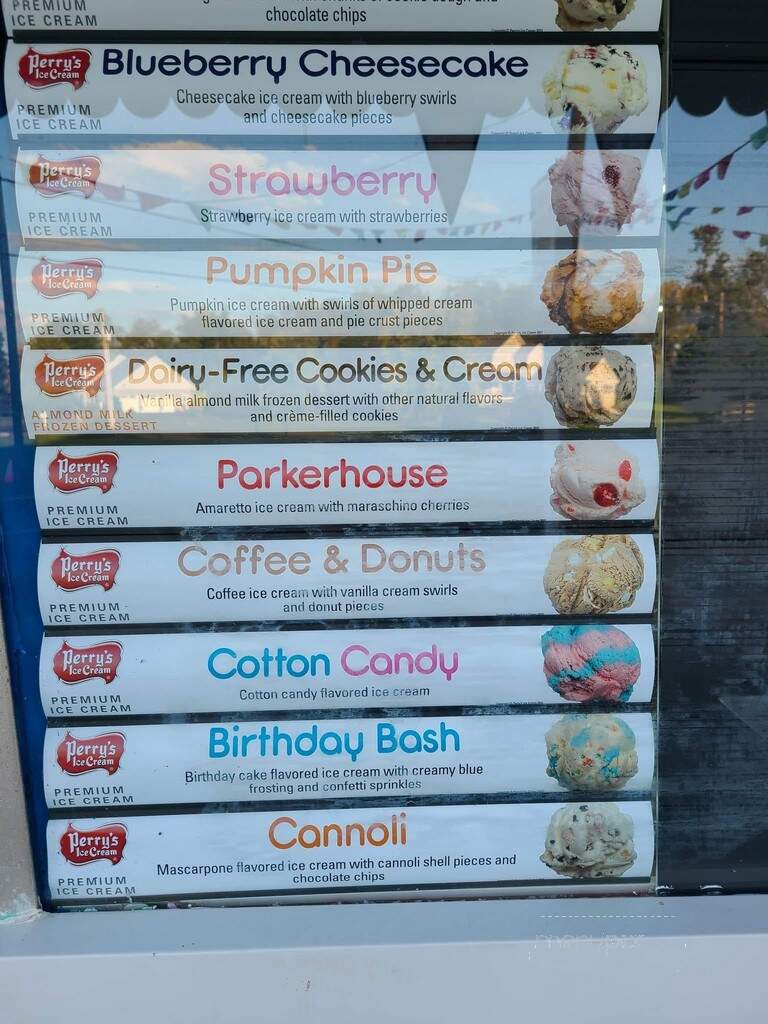 PREMIUM
ICE CREAM
chocolate chips
Perry's
Ice Cream
PREMIUM
ICE CREAM
Blueberry Cheesecake
Cheesecake ice cream with blueberry swirls
and cheesecake pieces
Perry's
Ice Cream
PREMIUM
ICE CREAM
Strawberry
Strawberry ice cream with strawberries
Perry's
Ice Cream
PREMIUM
ICE CREAM
Pumpkin Pie
Pumpkin ice cream with swirls of whipped cream
flavored ice cream and pie crust pieces
Perry's
Ice Cream
ALMOND MILK
FROZEN DESSERT
Dairy-Free Cookies & Cream
Vanilla almond milk frozen dessert with other natural flavors
and crème-filled cookies
Perry's
Ice Cream
PREMIUM
ICE CREAM
Parkerhouse
Amaretto ice cream with maraschino cherries
Perry's
Ice Cream
PREMIUM
ICE CREAM
Coffee & Donuts
Coffee ice cream with vanilla cream swirls
and donut pieces
Perry's
Ice Cream
PREMIUM
ICE CREAM
Cotton Candy
Cotton candy flavored ice cream
Perry's
Ice Cream
PREMIUM
ICE CREAM
Birthday Bash
Birthday cake flavored ice cream with creamy blue
frosting and confetti sprinkles
Perry's
Ice Cream
PREMIUM
ICE CREAM
Cannoli
Mascarpone flavored ice cream with cannoli shell pieces and
chocolate chips